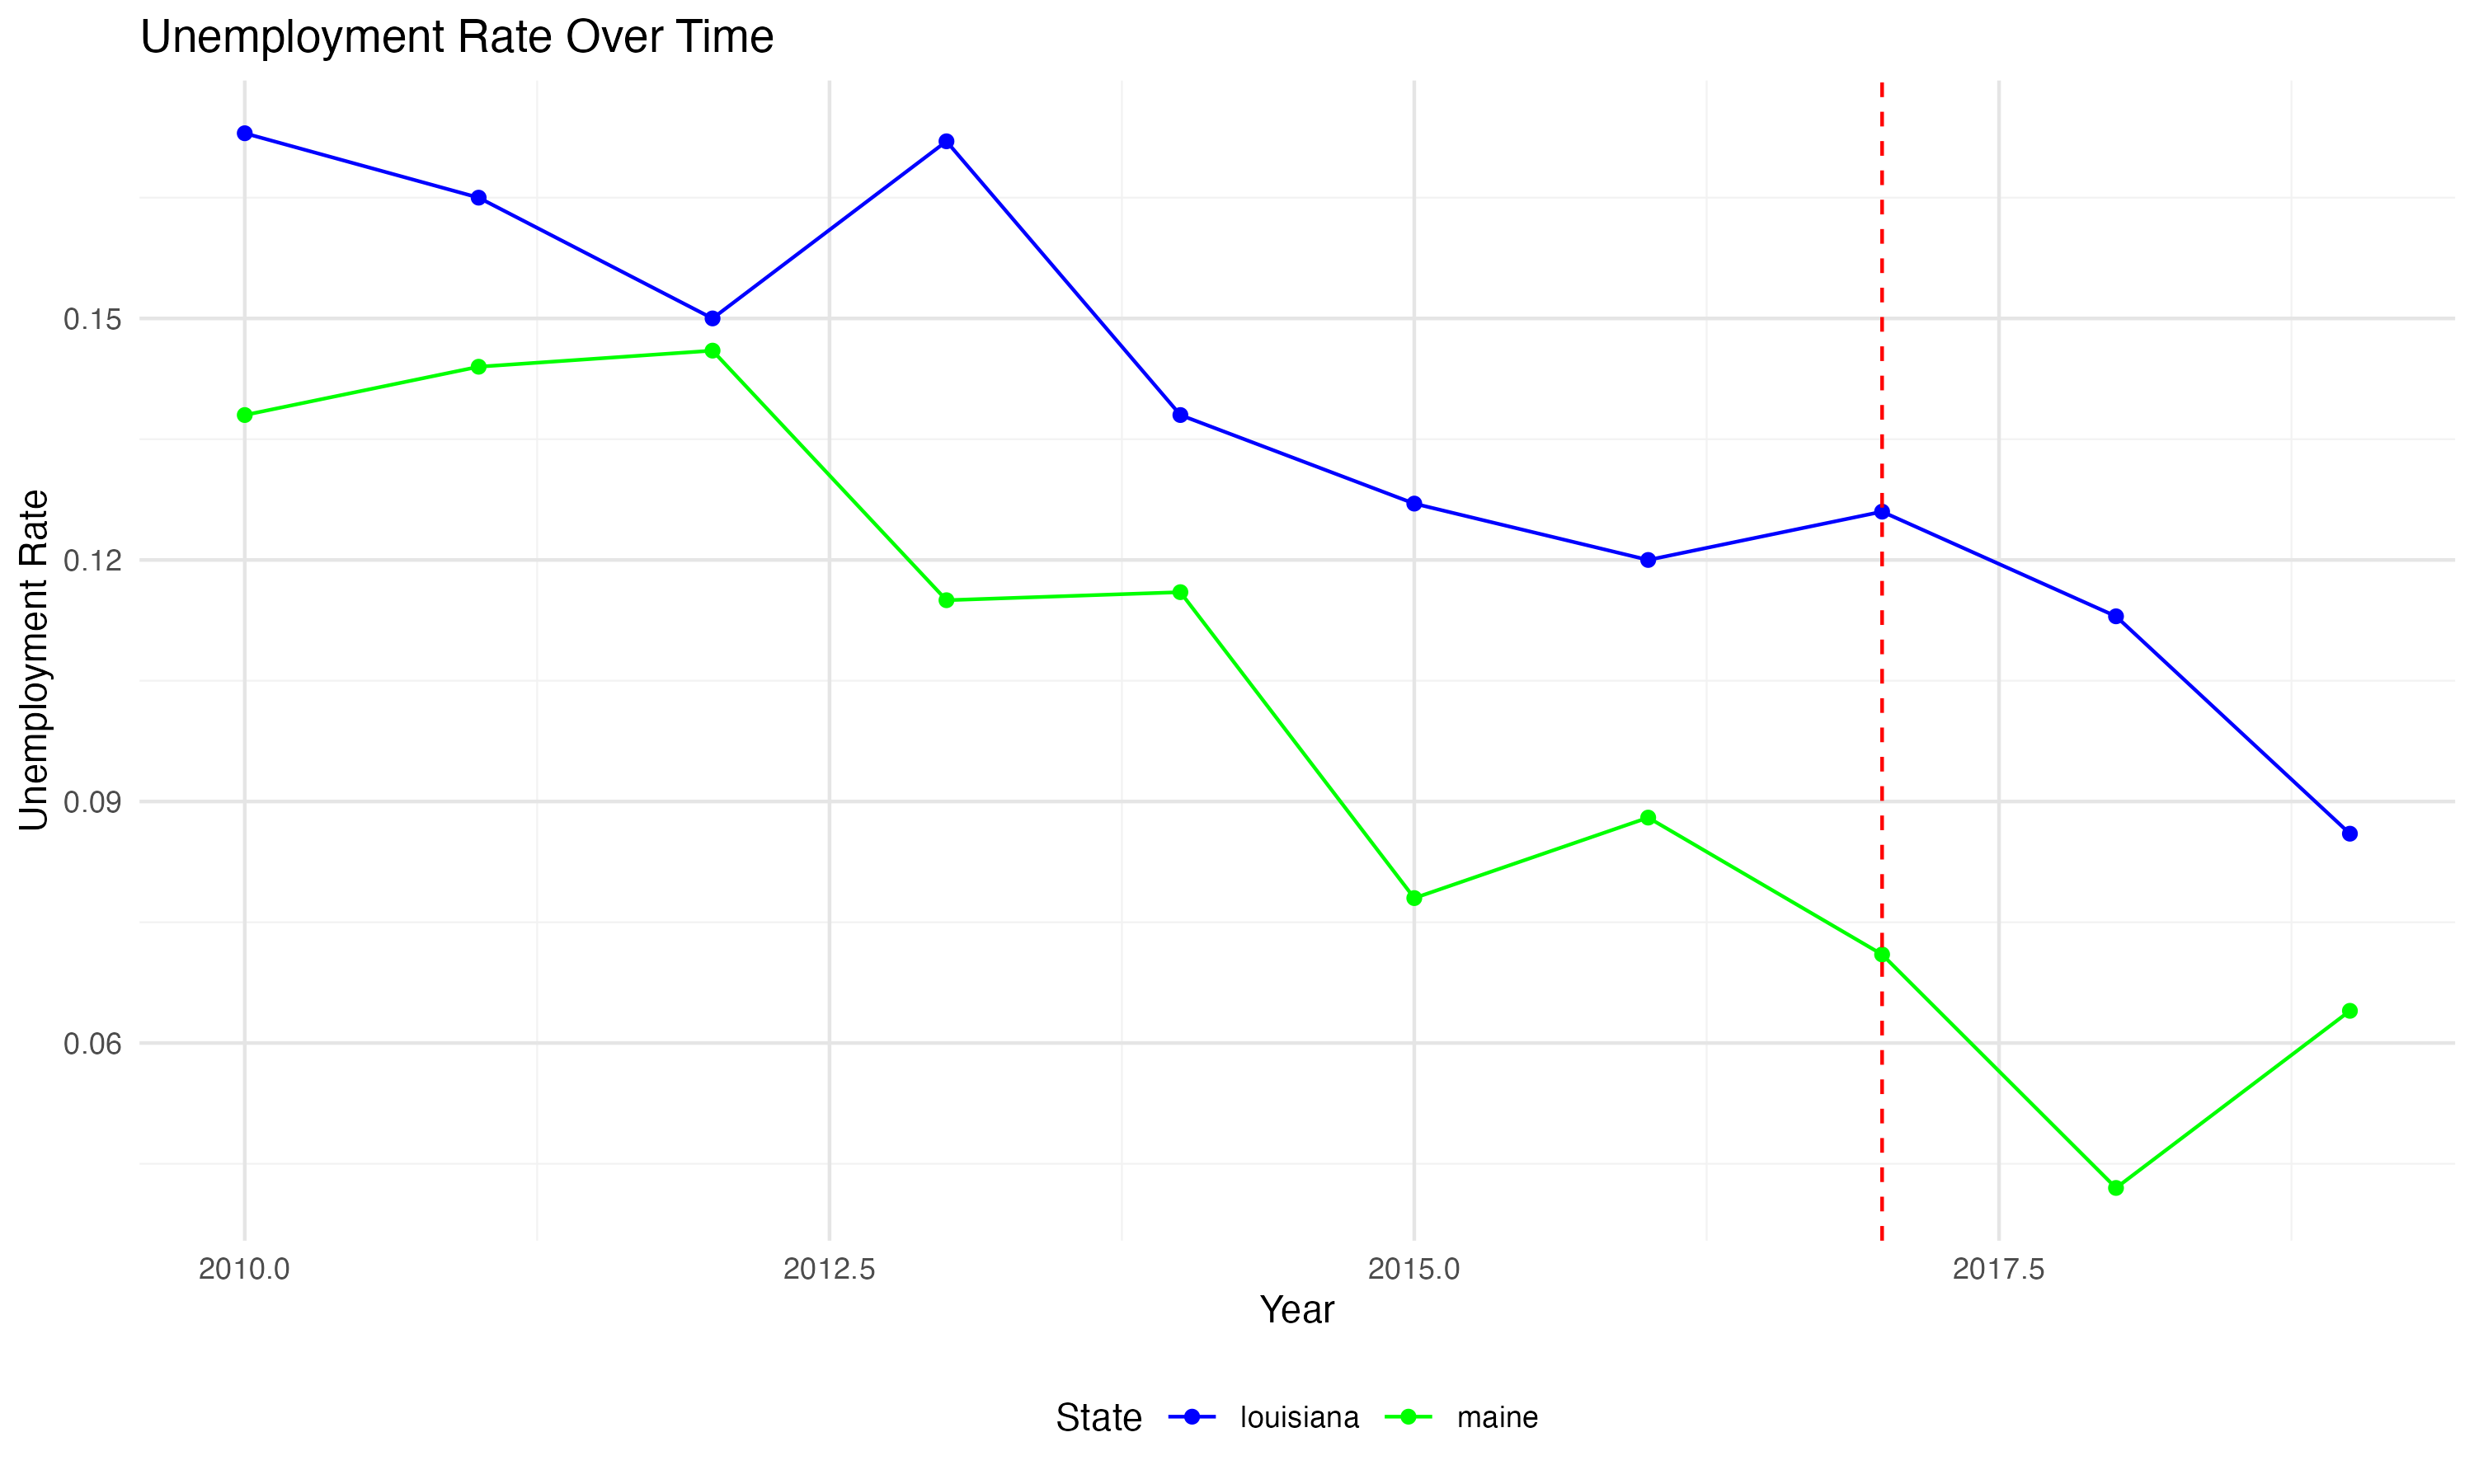 Unemployment Rate Over Time
Unemployment Rate
0.15
0.12
0.09
0.06
2010.0 2012.5 2015.0 2017.5
Year
State louisiana maine